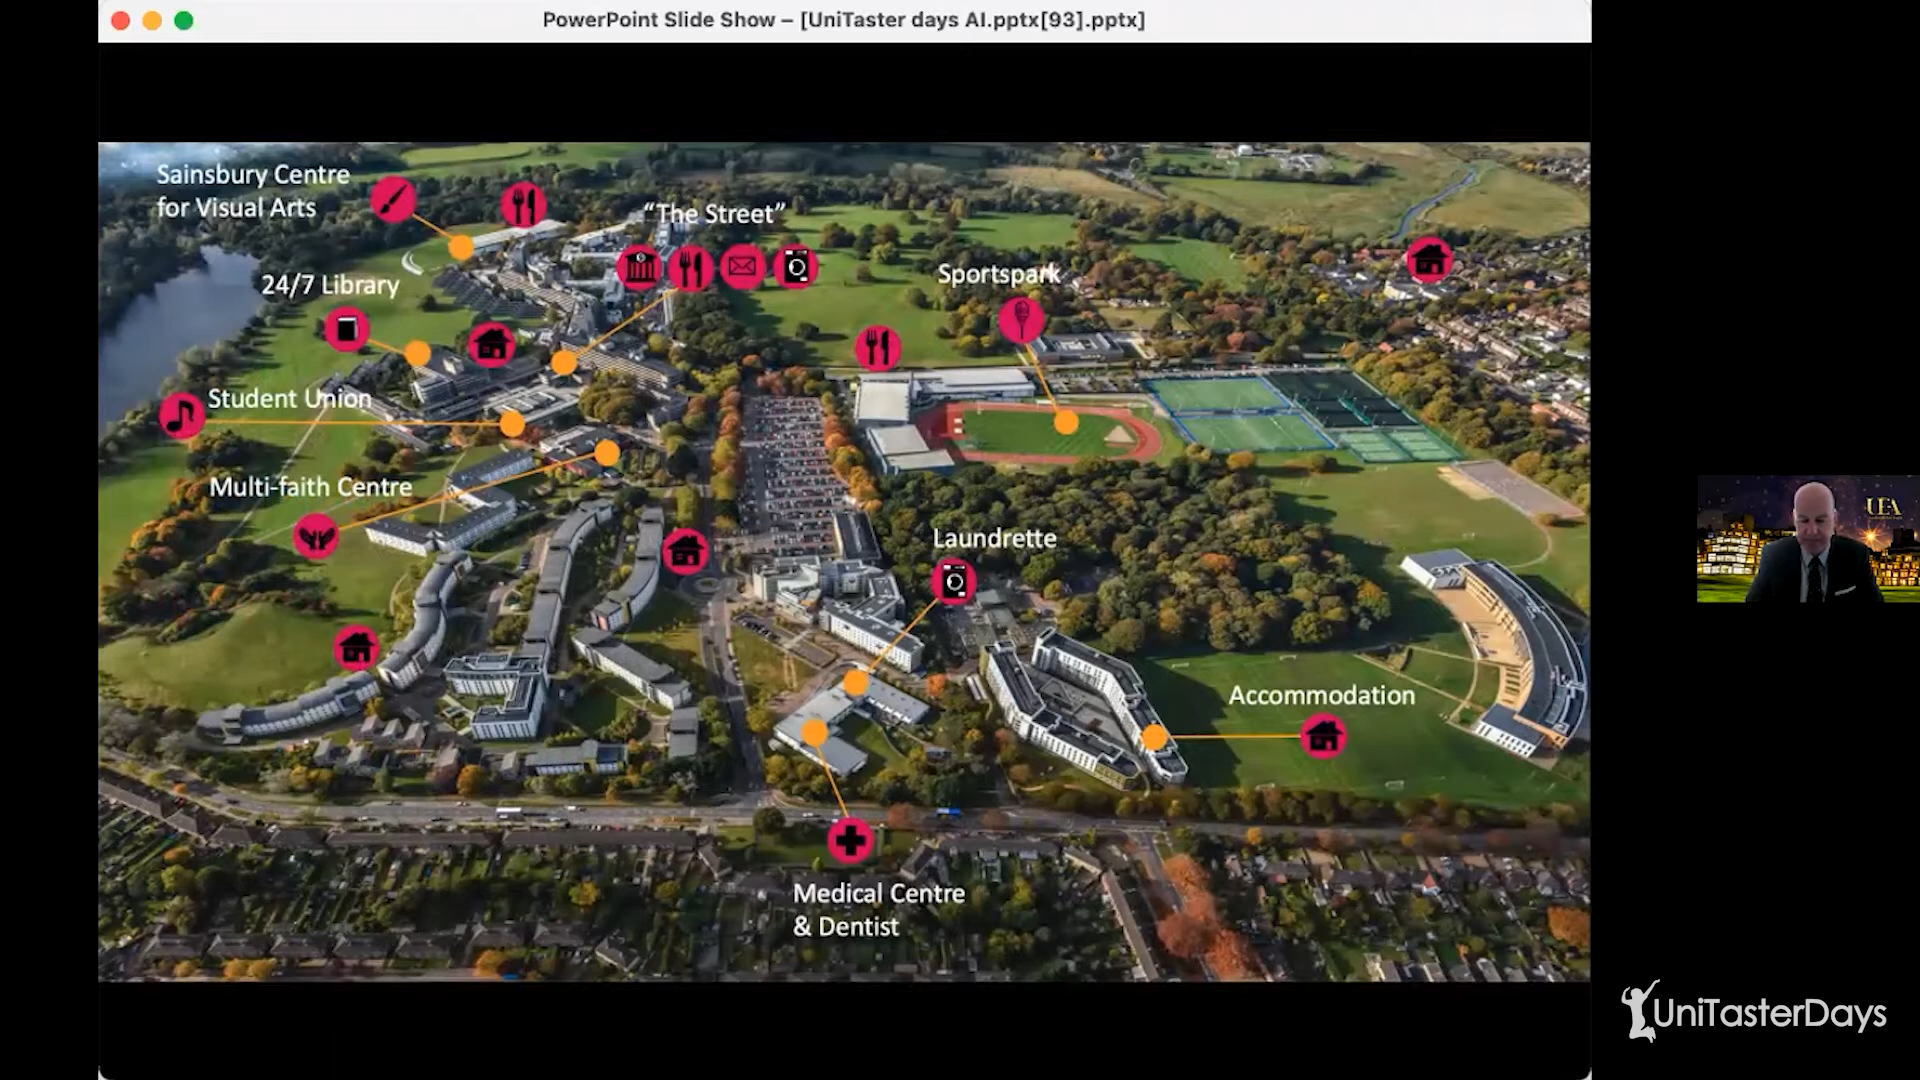 PowerPoint Slide Show – [UniTaster days AI.pptx[93].pptx]
Sainsbury Centre
for Visual Arts
"The Street"
24/7 Library
Sportspark
Student Union
Multi-faith Centre
Laundrette
Accommodation
Medical Centre
& Dentist
UEA
UniTasterDays